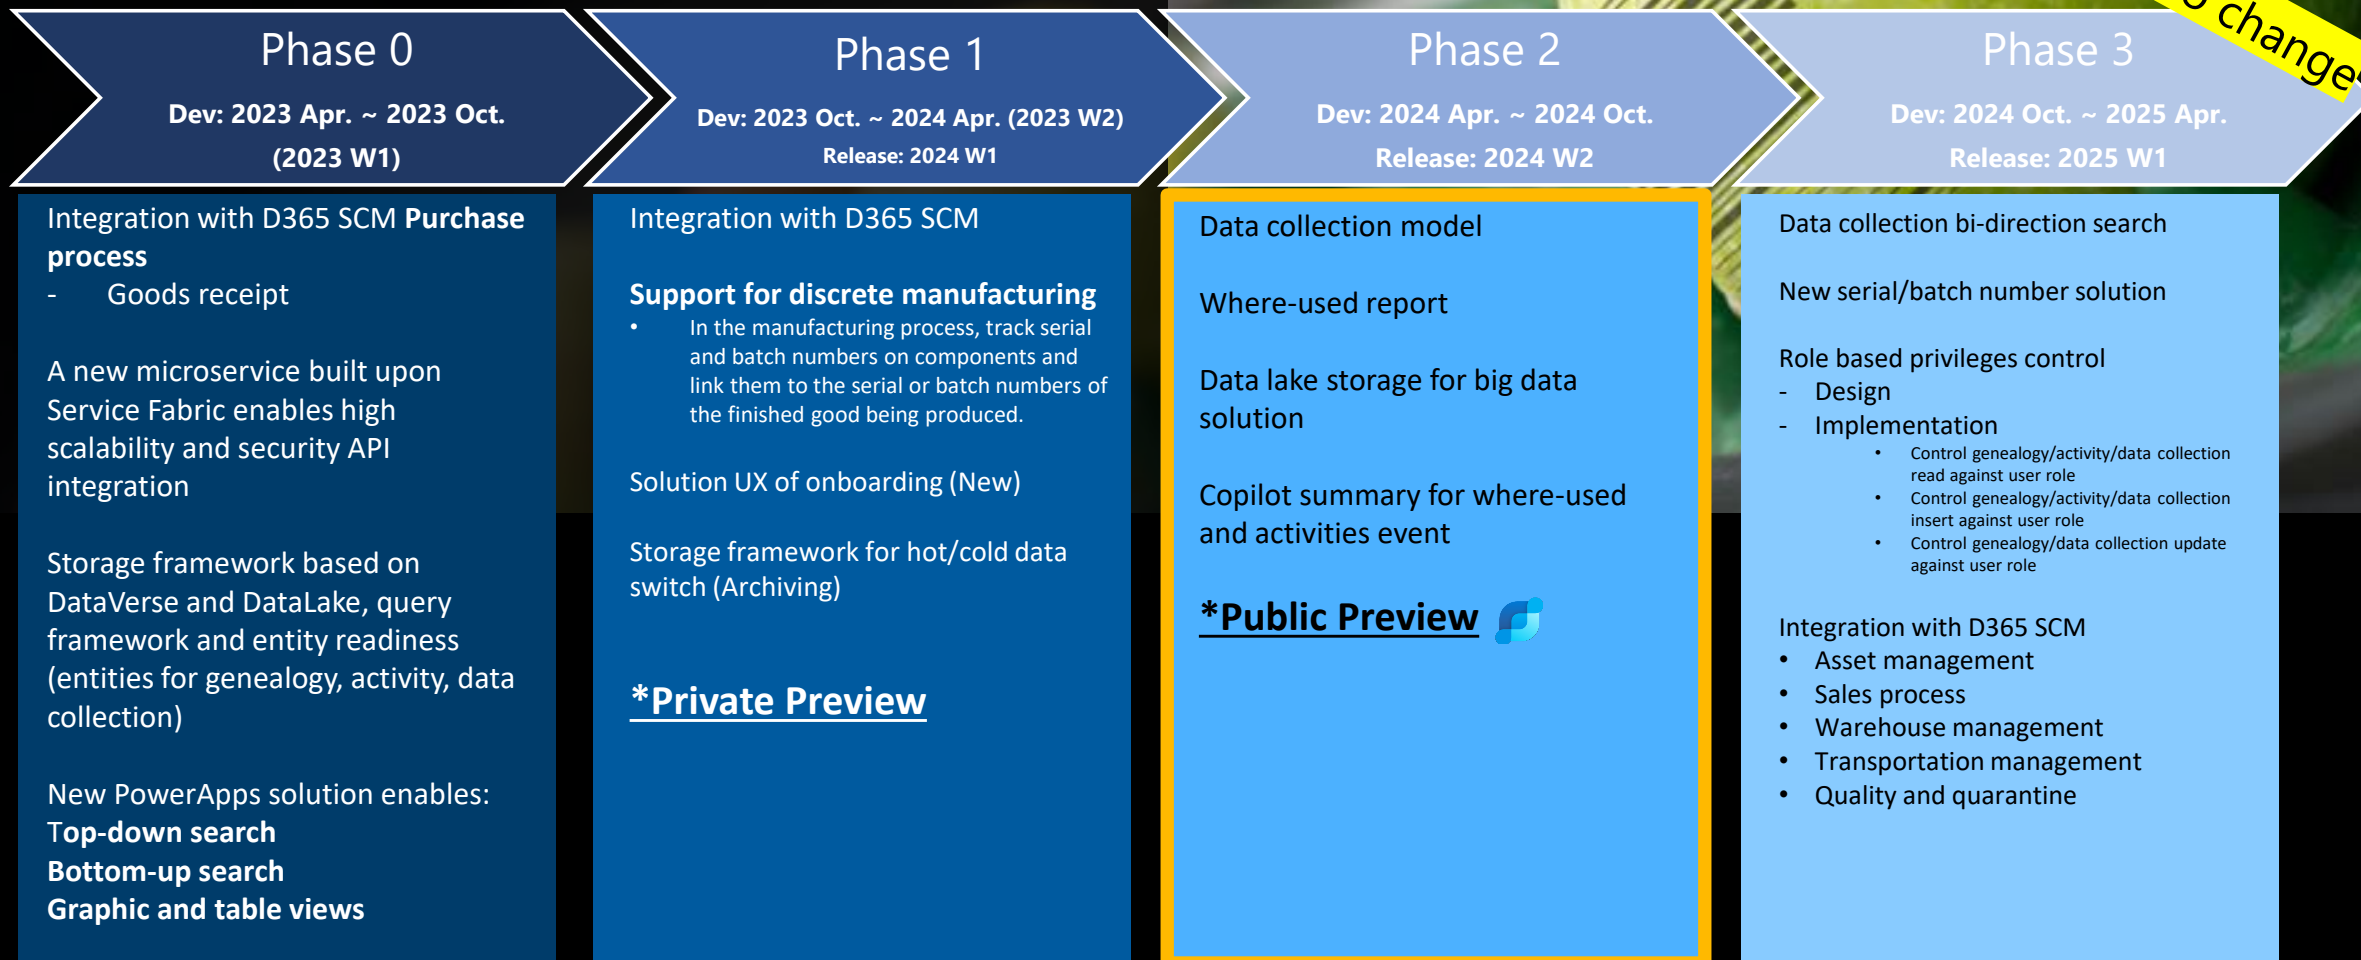 Phase 0
Dev: 2023 Apr. ~ 2023 Oct.
(2023 W1)
Integration with D365 SCM Purchase
process
- Goods receipt
A new microservice built upon
Service Fabric enables high
scalability and security API
integration
Storage framework based on
DataVerse and DataLake, query
framework and entity readiness
(entities for genealogy, activity, data
collection)
New PowerApps solution enables:
Top-down search
Bottom-up search
Graphic and table views
Phase 1
Dev: 2023 Oct. ~ 2024 Apr. (2023 W2)
Release: 2024 W1
Integration with D365 SCM
Support for discrete manufacturing
• In the manufacturing process, track serial
and batch numbers on components and
link them to the serial or batch numbers of
the finished good being produced.
Solution UX of onboarding (New)
Storage framework for hot/cold data
switch (Archiving)
*Private Preview
Phase 2
Dev: 2024 Apr. ~ 2024 Oct.
Release: 2024 W2
Data collection model
Where-used report
Data lake storage for big data
solution
Copilot summary for where-used
and activities event
*Public Preview
Phase 3
Dev: 2024 Oct. ~ 2025 Apr.
Release: 2025 W1
change
Data collection bi-direction search
New serial/batch number solution
Role based privileges control
- Design
- Implementation
• Control genealogy/activity/data collection
read against user role
• Control genealogy/activity/data collection
insert against user role
• Control genealogy/data collection update
against user role
Integration with D365 SCM
• Asset management
• Sales process
• Warehouse management
• Transportation management
• Quality and quarantine